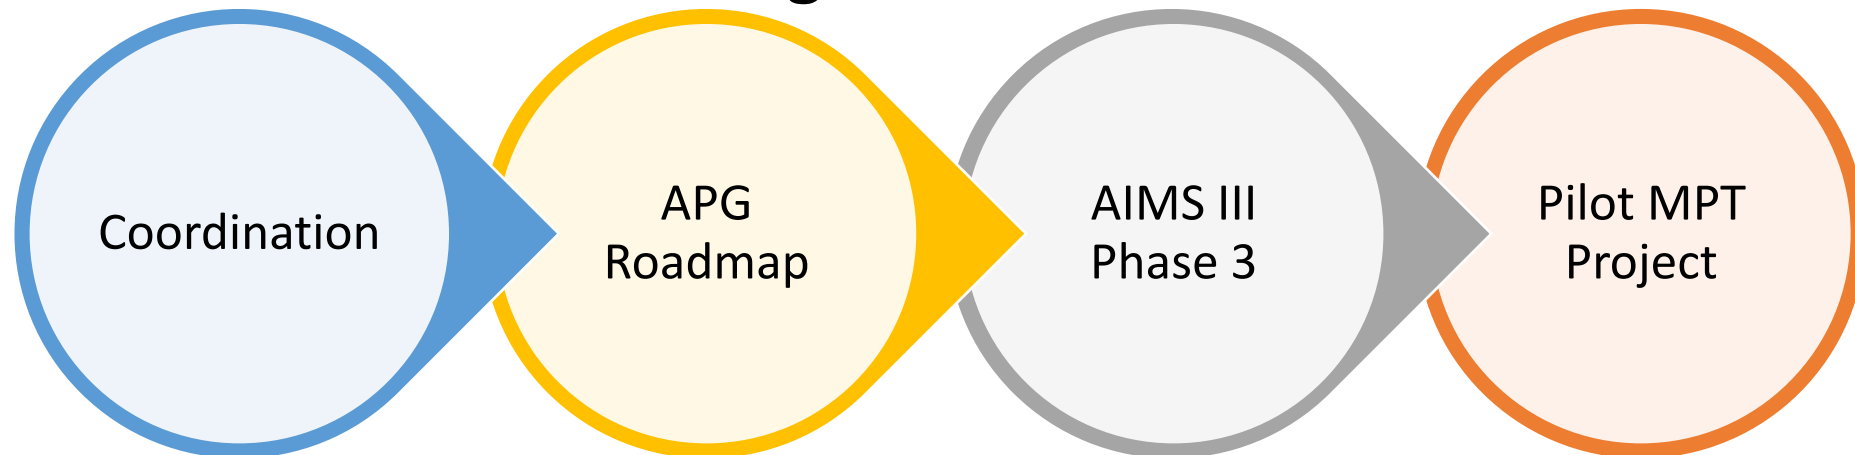 Coordination
APG
Roadmap
AIMS III
Phase 3
Pilot MPT
Project